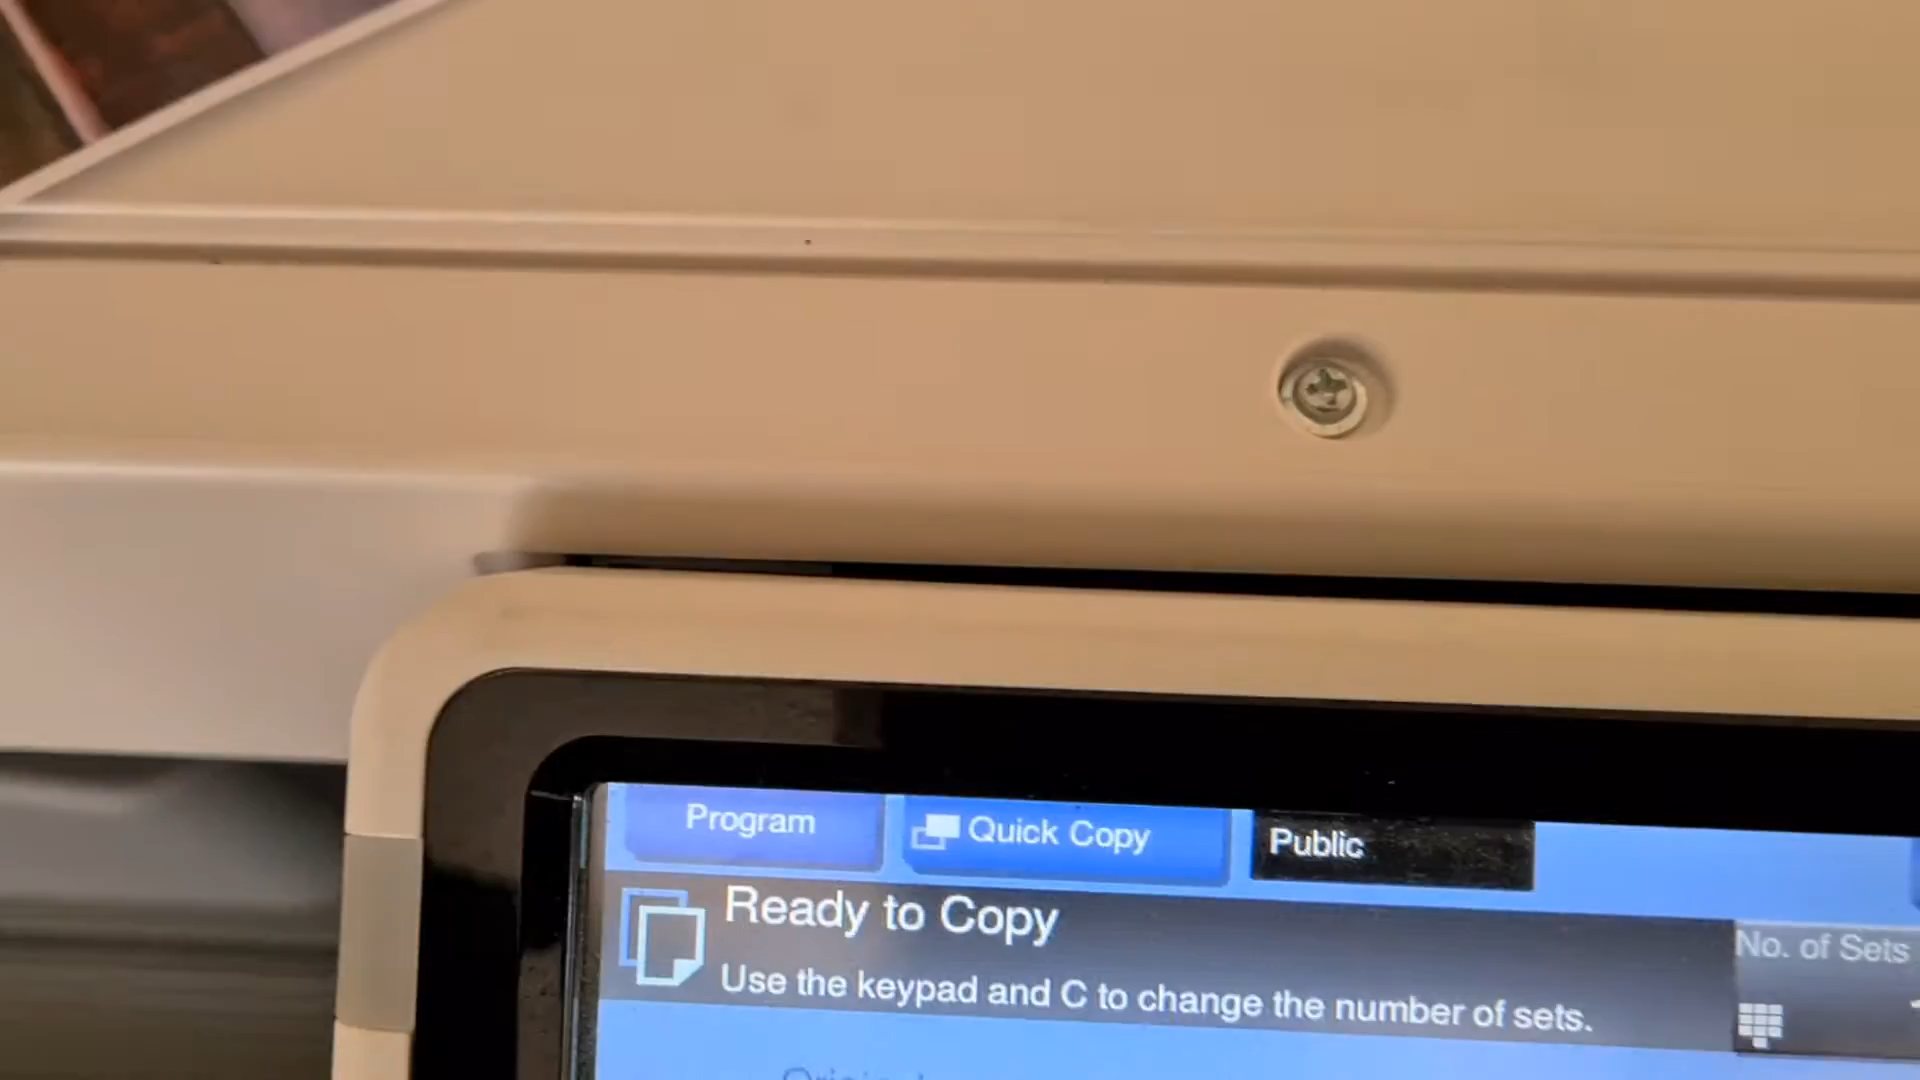 Program
Quick Copy
Public
Ready to Copy
Use the keypad and C to change the number of sets.
No. of Sets